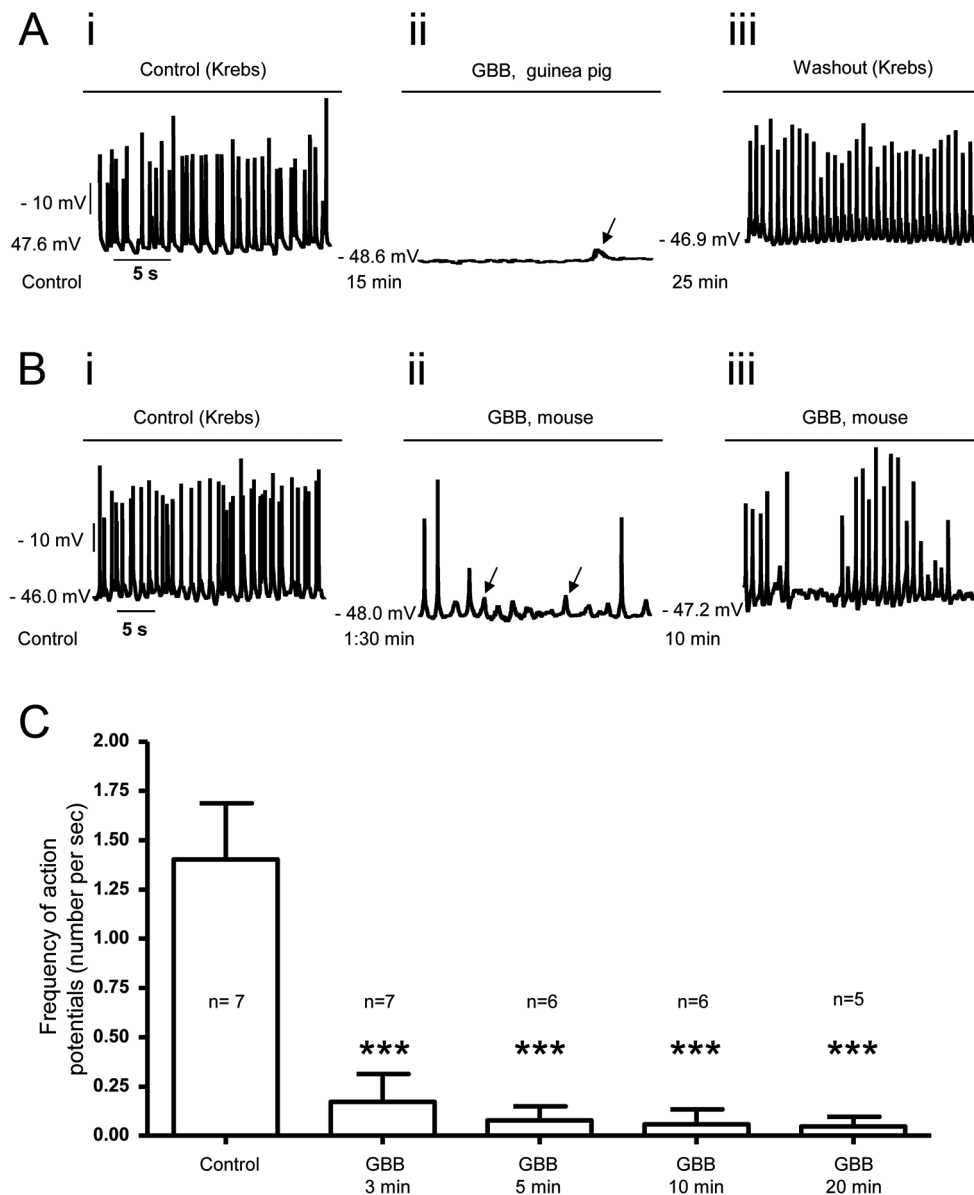 A
i
ii
iii
Control (Krebs)
GBB, guinea pig
Washout (Krebs)
- 10 mV
47.6 mV
5 s
Control
- 48.6 mV
15 min
- 46.9 mV
25 min
B
i
ii
iii
Control (Krebs)
GBB, mouse
GBB, mouse
- 10 mV
- 46.0 mV
5 s
Control
- 48.0 mV
1:30 min
- 47.2 mV
10 min
C
Frequency of action
potentials (number per sec)
2.00
1.75
1.50
1.25
1.00
0.75
0.50
0.25
0.00
n= 7
n=7
n=6
n=6
n=5
***
***
***
***
Control
GBB
3 min
GBB
5 min
GBB
10 min
GBB
20 min